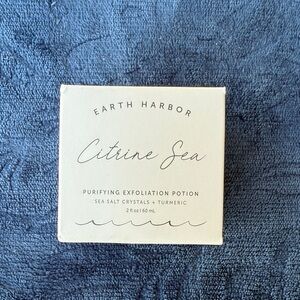 EARTH HARBOR
Citrine Sea
PURIFYING EXFOLIATION POTION
SEA SALT CRYSTALS + TURMERIC
2 fl oz | 60 mL